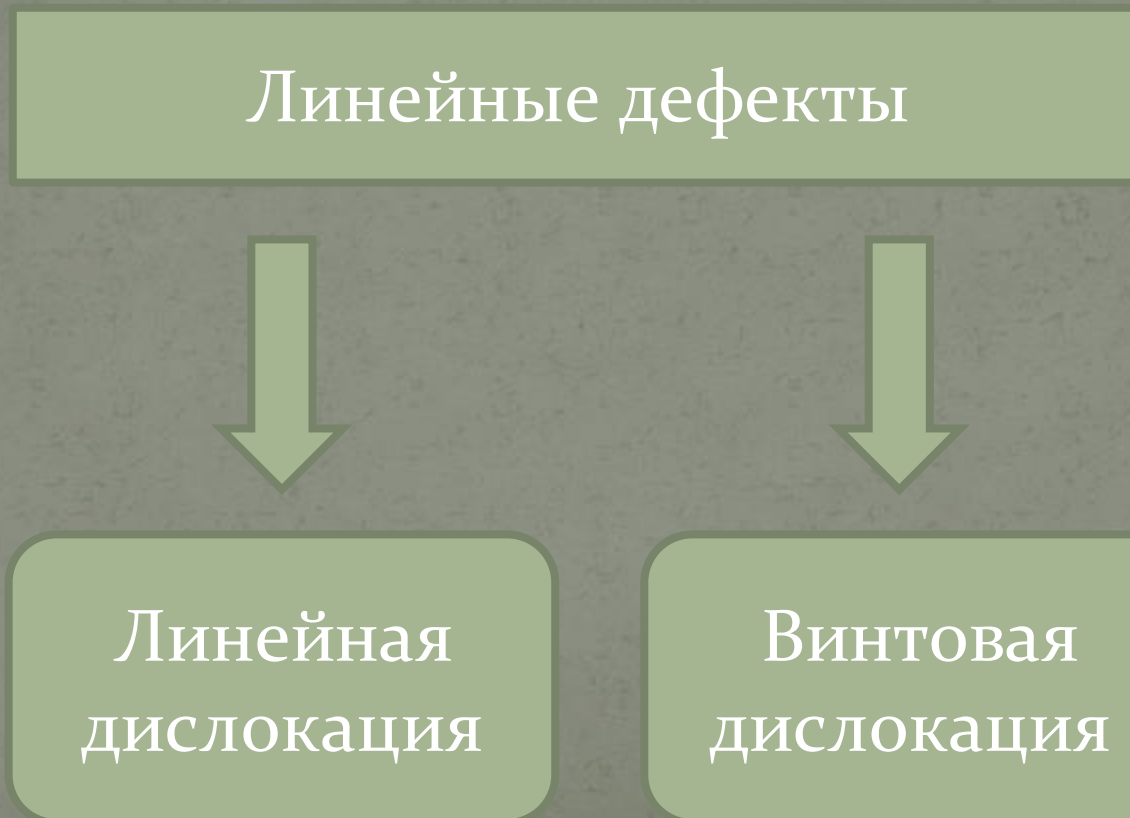 Линейные дефекты
Линейная
дислокация
Винтовая
дислокация